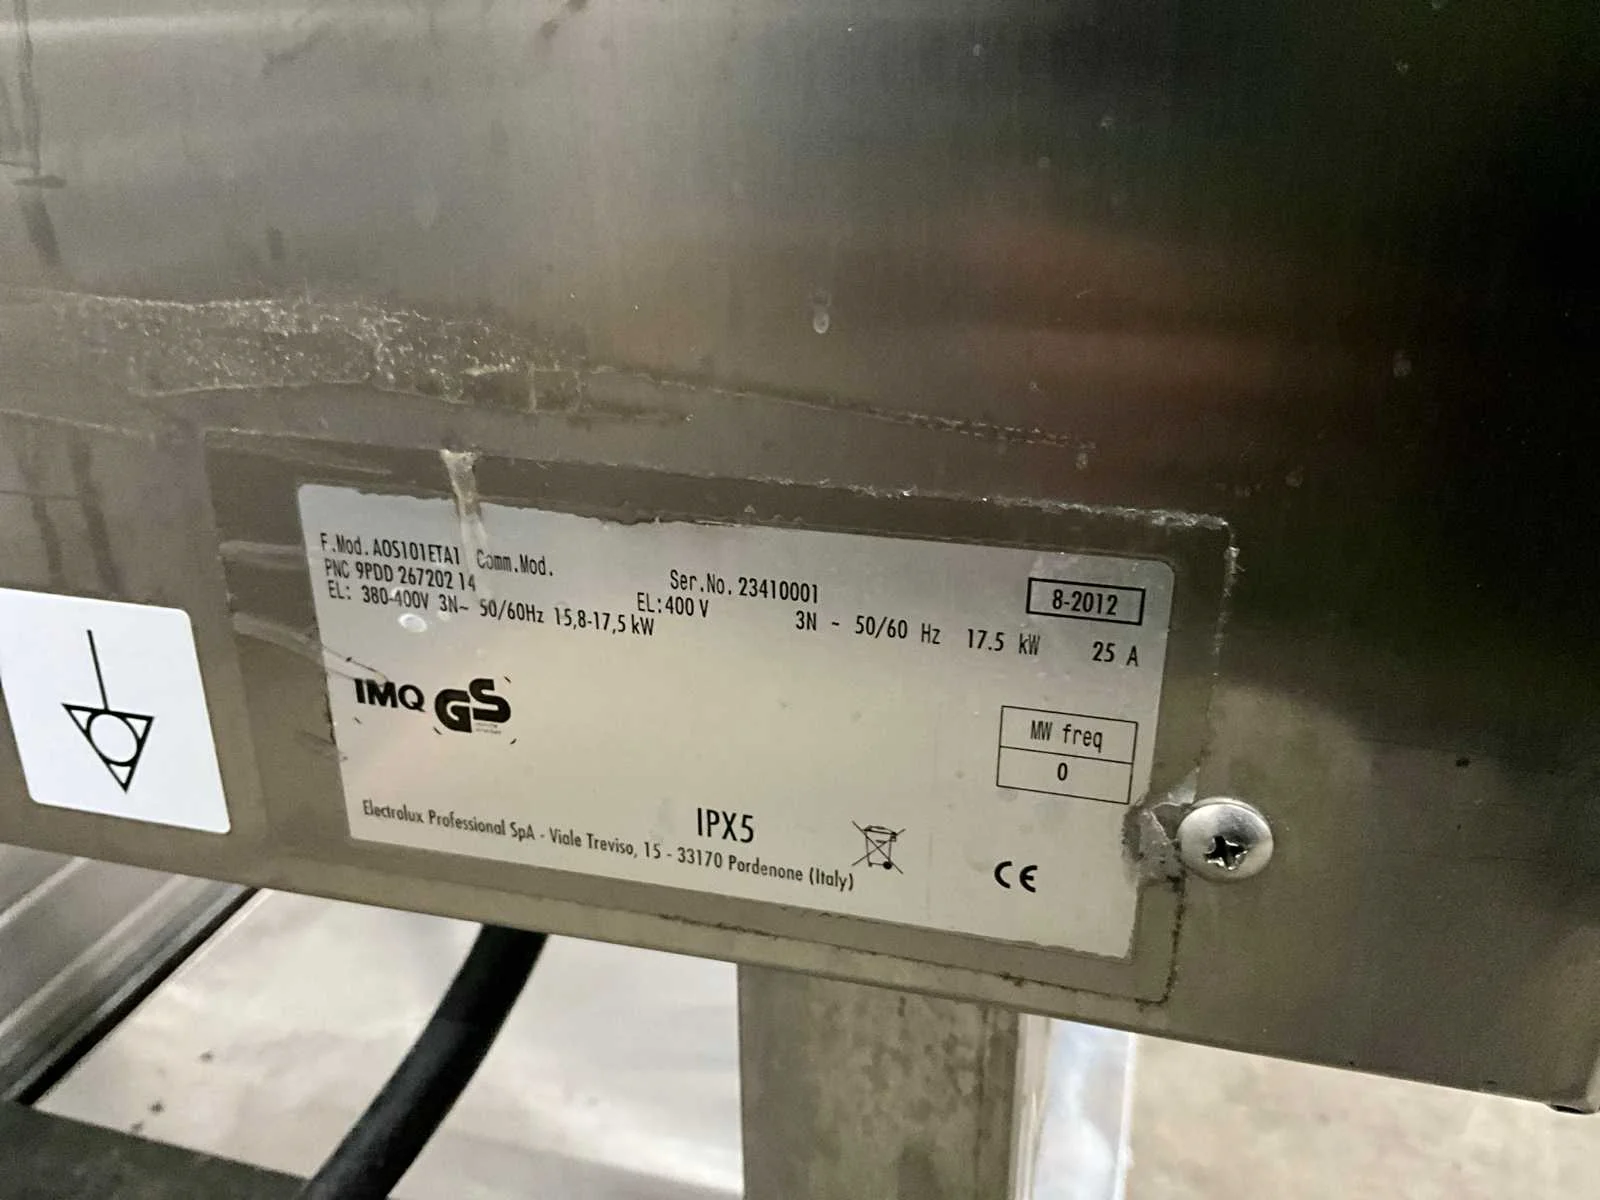 F.Mod. AOS101ETA1 Comm.Mod.
PNC 9PDD 267202 14 Ser.No. 23410001 8-2012
EL: 380-400V 3N~ 50/60Hz 15,8-17,5 kW EL:400 V 3N ~ 50/60 Hz 17.5 kW 25 A
IMQ GS
MW freq
0
IPX5
Electrolux Professional SpA - Viale Treviso, 15 - 33170 Pordenone (Italy)
CE